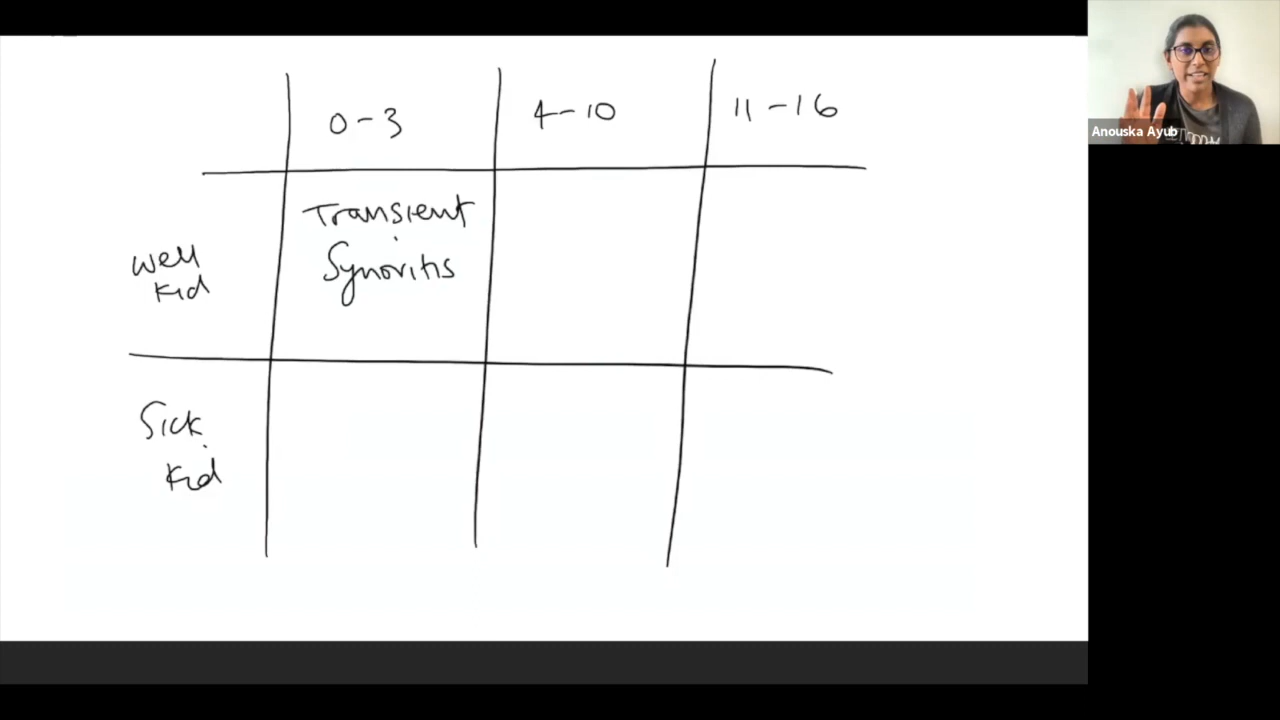 0-3
4-10
11-16
Transient
Synovitis
Well
Kid
Sick
Kid
Anouska Ayub